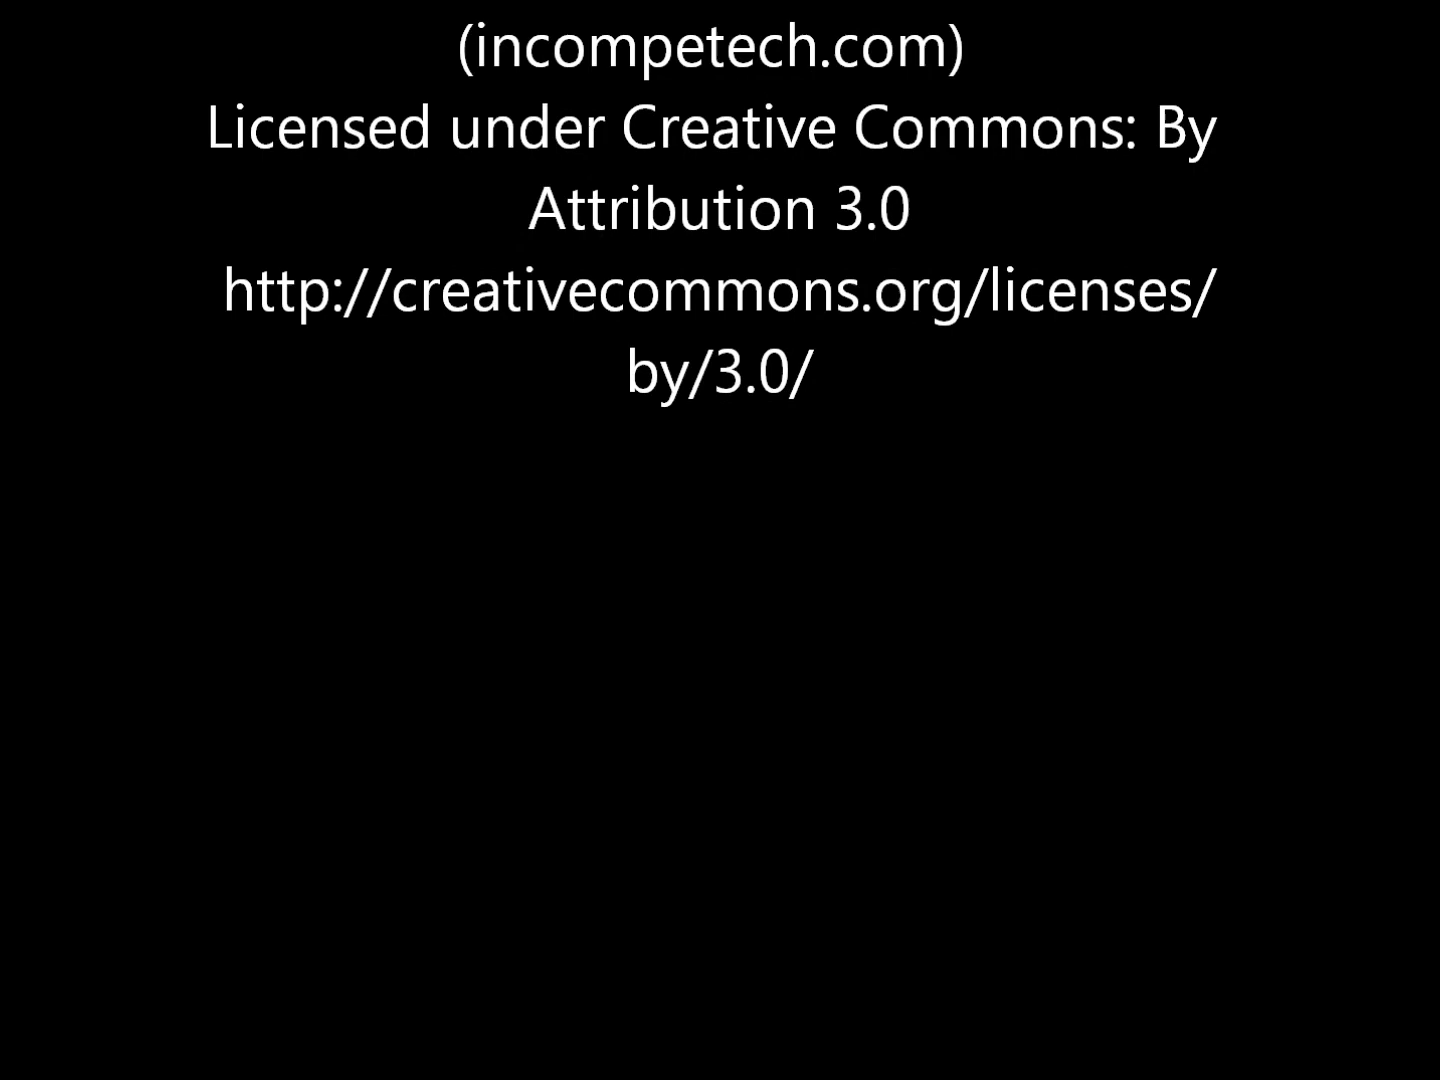 (incompetech.com)
Licensed under Creative Commons: By
Attribution 3.0
http://creativecommons.org/licenses/
by/3.0/